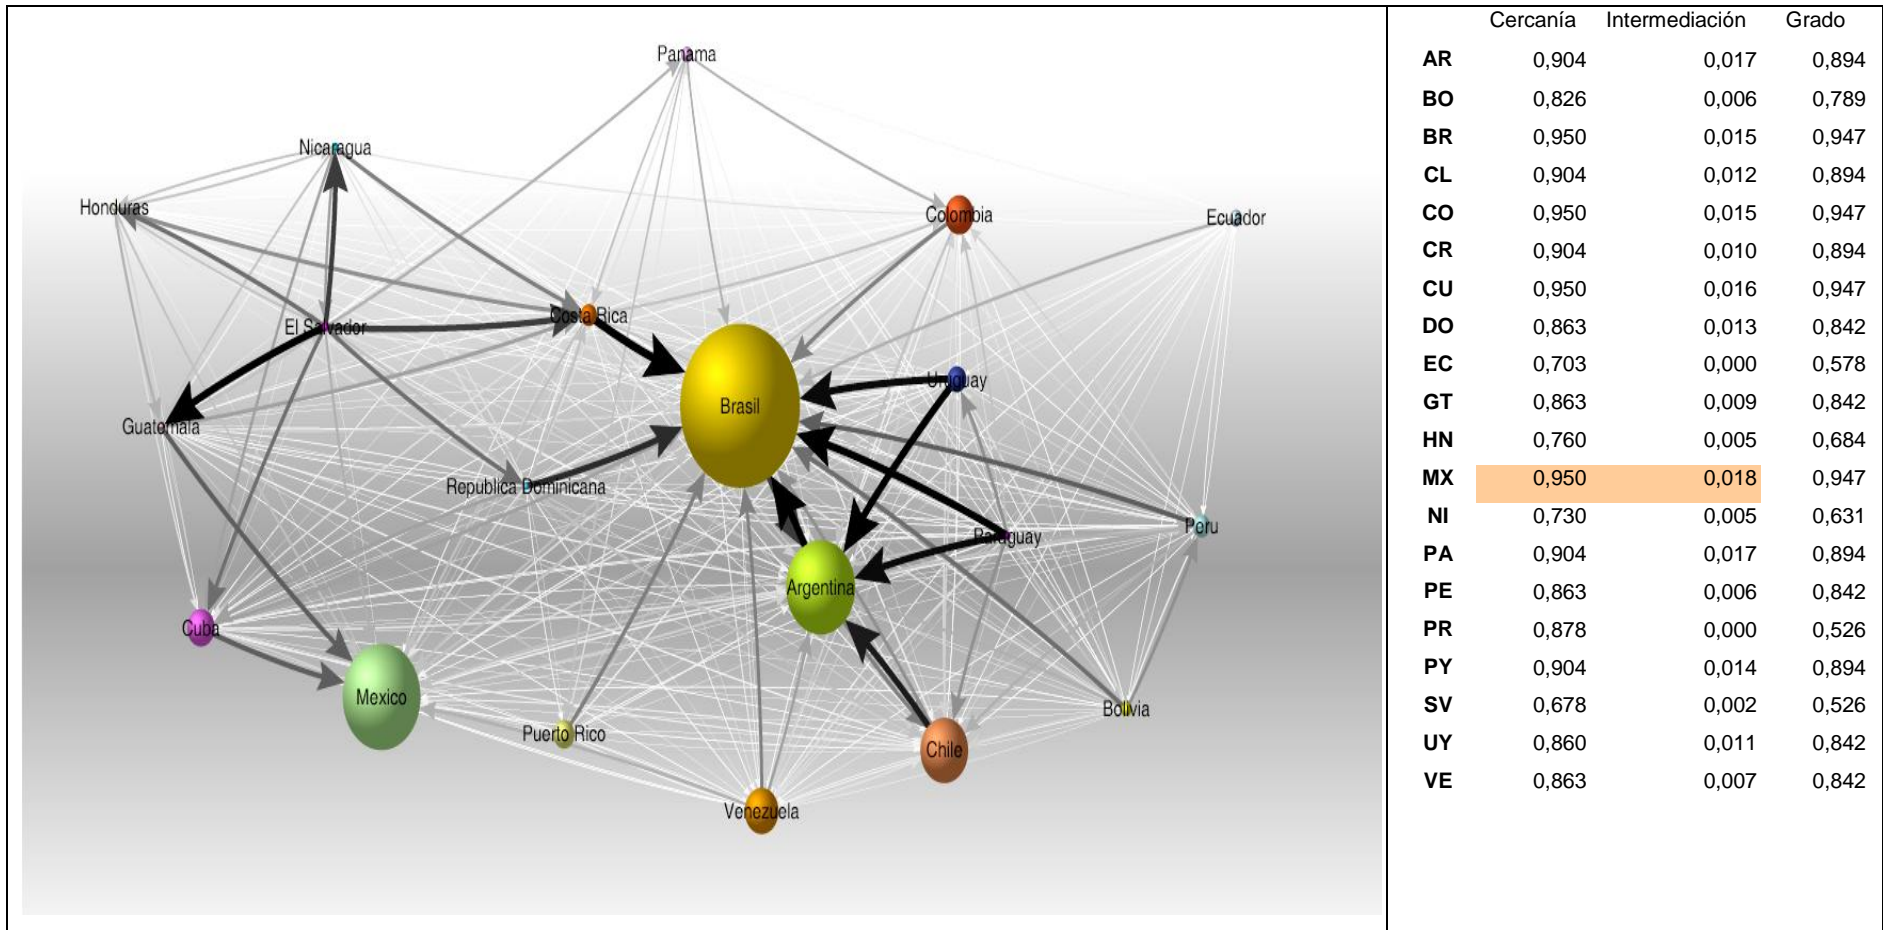 Panama
Nicaragua
Honduras
Colombia
Ecuador
El Salvador
Costa Rica
Uruguay
Brasil
Guatemala
Republica Dominicana
Peru
Paraguay
Argentina
Cuba
Mexico
Bolivia
Puerto Rico
Chile
Venezuela
Cercanía Intermediación Grado
AR 0,904 0,017 0,894
BO 0,826 0,006 0,789
BR 0,950 0,015 0,947
CL 0,904 0,012 0,894
CO 0,950 0,015 0,947
CR 0,904 0,010 0,894
CU 0,950 0,016 0,947
DO 0,863 0,013 0,842
EC 0,703 0,000 0,578
GT 0,863 0,009 0,842
HN 0,760 0,005 0,684
MX 0,950 0,018 0,947
NI 0,730 0,005 0,631
PA 0,904 0,017 0,894
PE 0,863 0,006 0,842
PR 0,878 0,000 0,526
PY 0,904 0,014 0,894
SV 0,678 0,002 0,526
UY 0,860 0,011 0,842
VE 0,863 0,007 0,842